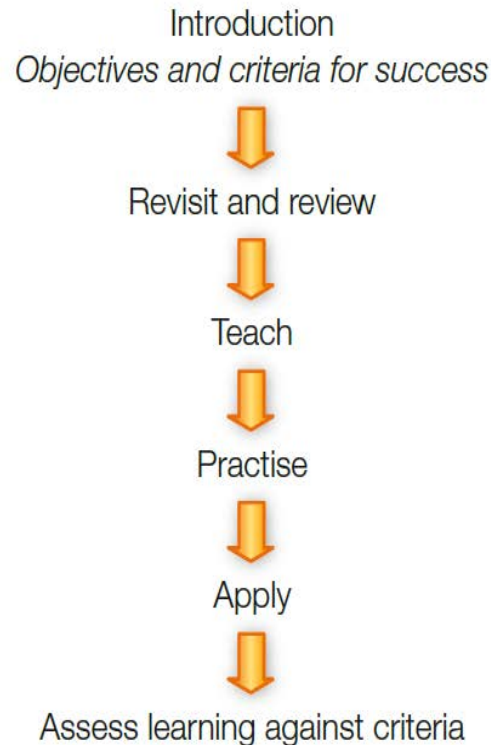 Introduction
Objectives and criteria for success
Revisit and review
Teach
Practise
Apply
Assess learning against criteria